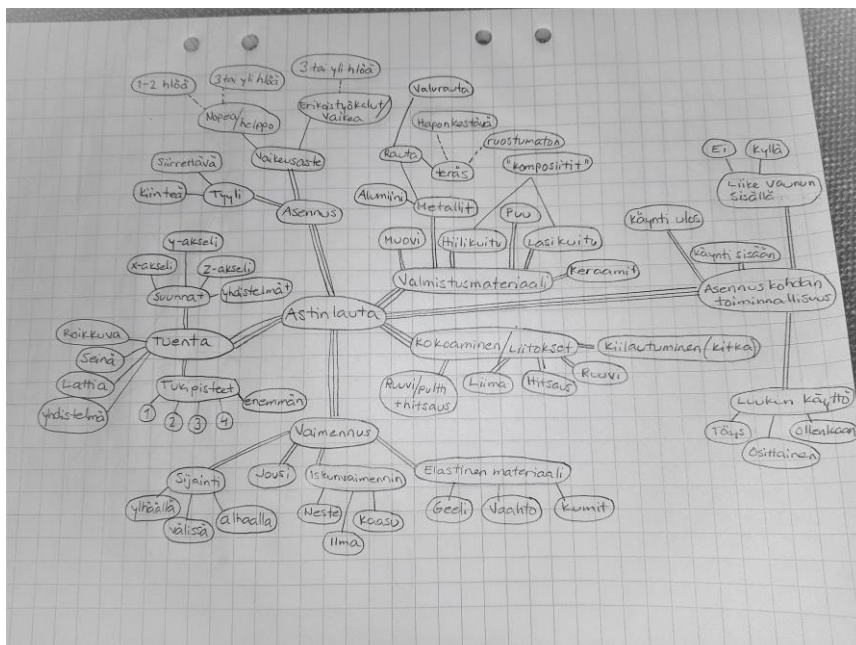 1-2 hlöä
3 tai yli hlöä
3 tai yli hlöä
Nopea/helppo
Erikoistyökalut/
Vaikea
Vaikeusaste
Siirrettävä
Kiinteä
Tyyli
Asennus
Valurauta
Haponkestävä
ruostumaton
Rauta
teräs
"komposiitit"
Alumiini
Metallit
Muovi
Hiilikuitu
Puu
Lasikuitu
Valmistusmateriaali
keraamit
Ei
Kyllä
Liike vaunun
sisällä
Käynti ulos
Käynti sisään
Asennuskohdan
toiminnallisuus
y-akseli
x-akseli
z-akseli
Suunnat
yhdistelmät
Astinlauta
Roikkuva
Seinä
Lattia
yhdistelmä
Tuenta
Tukipisteet
1
2
3
4
enemmän
Kokoaminen/Liitokset
Kiilautuminen (kitka)
Ruuvi/pultti
+hitsaus
Liima
Hitsaus
Ruuvi
Luukun käyttö
Täys
Osittainen
Ollenkaan
Vaimennus
Sijainti
ylhäällä
välissä
alhaalla
Jousi
Iskunvaimennin
Neste
Ilma
Kaasu
Elastinen materiaali
Geeli
Vaahto
Kumit